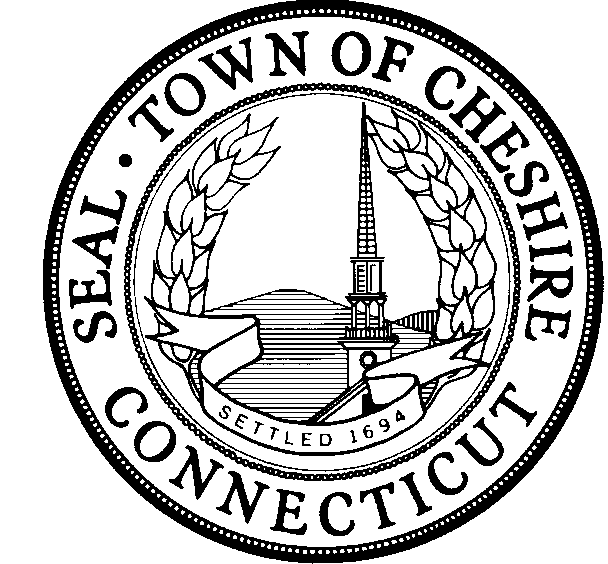 SEAL · TOWN OF CHESHIRE
CONNECTICUT
SETTLED 1694